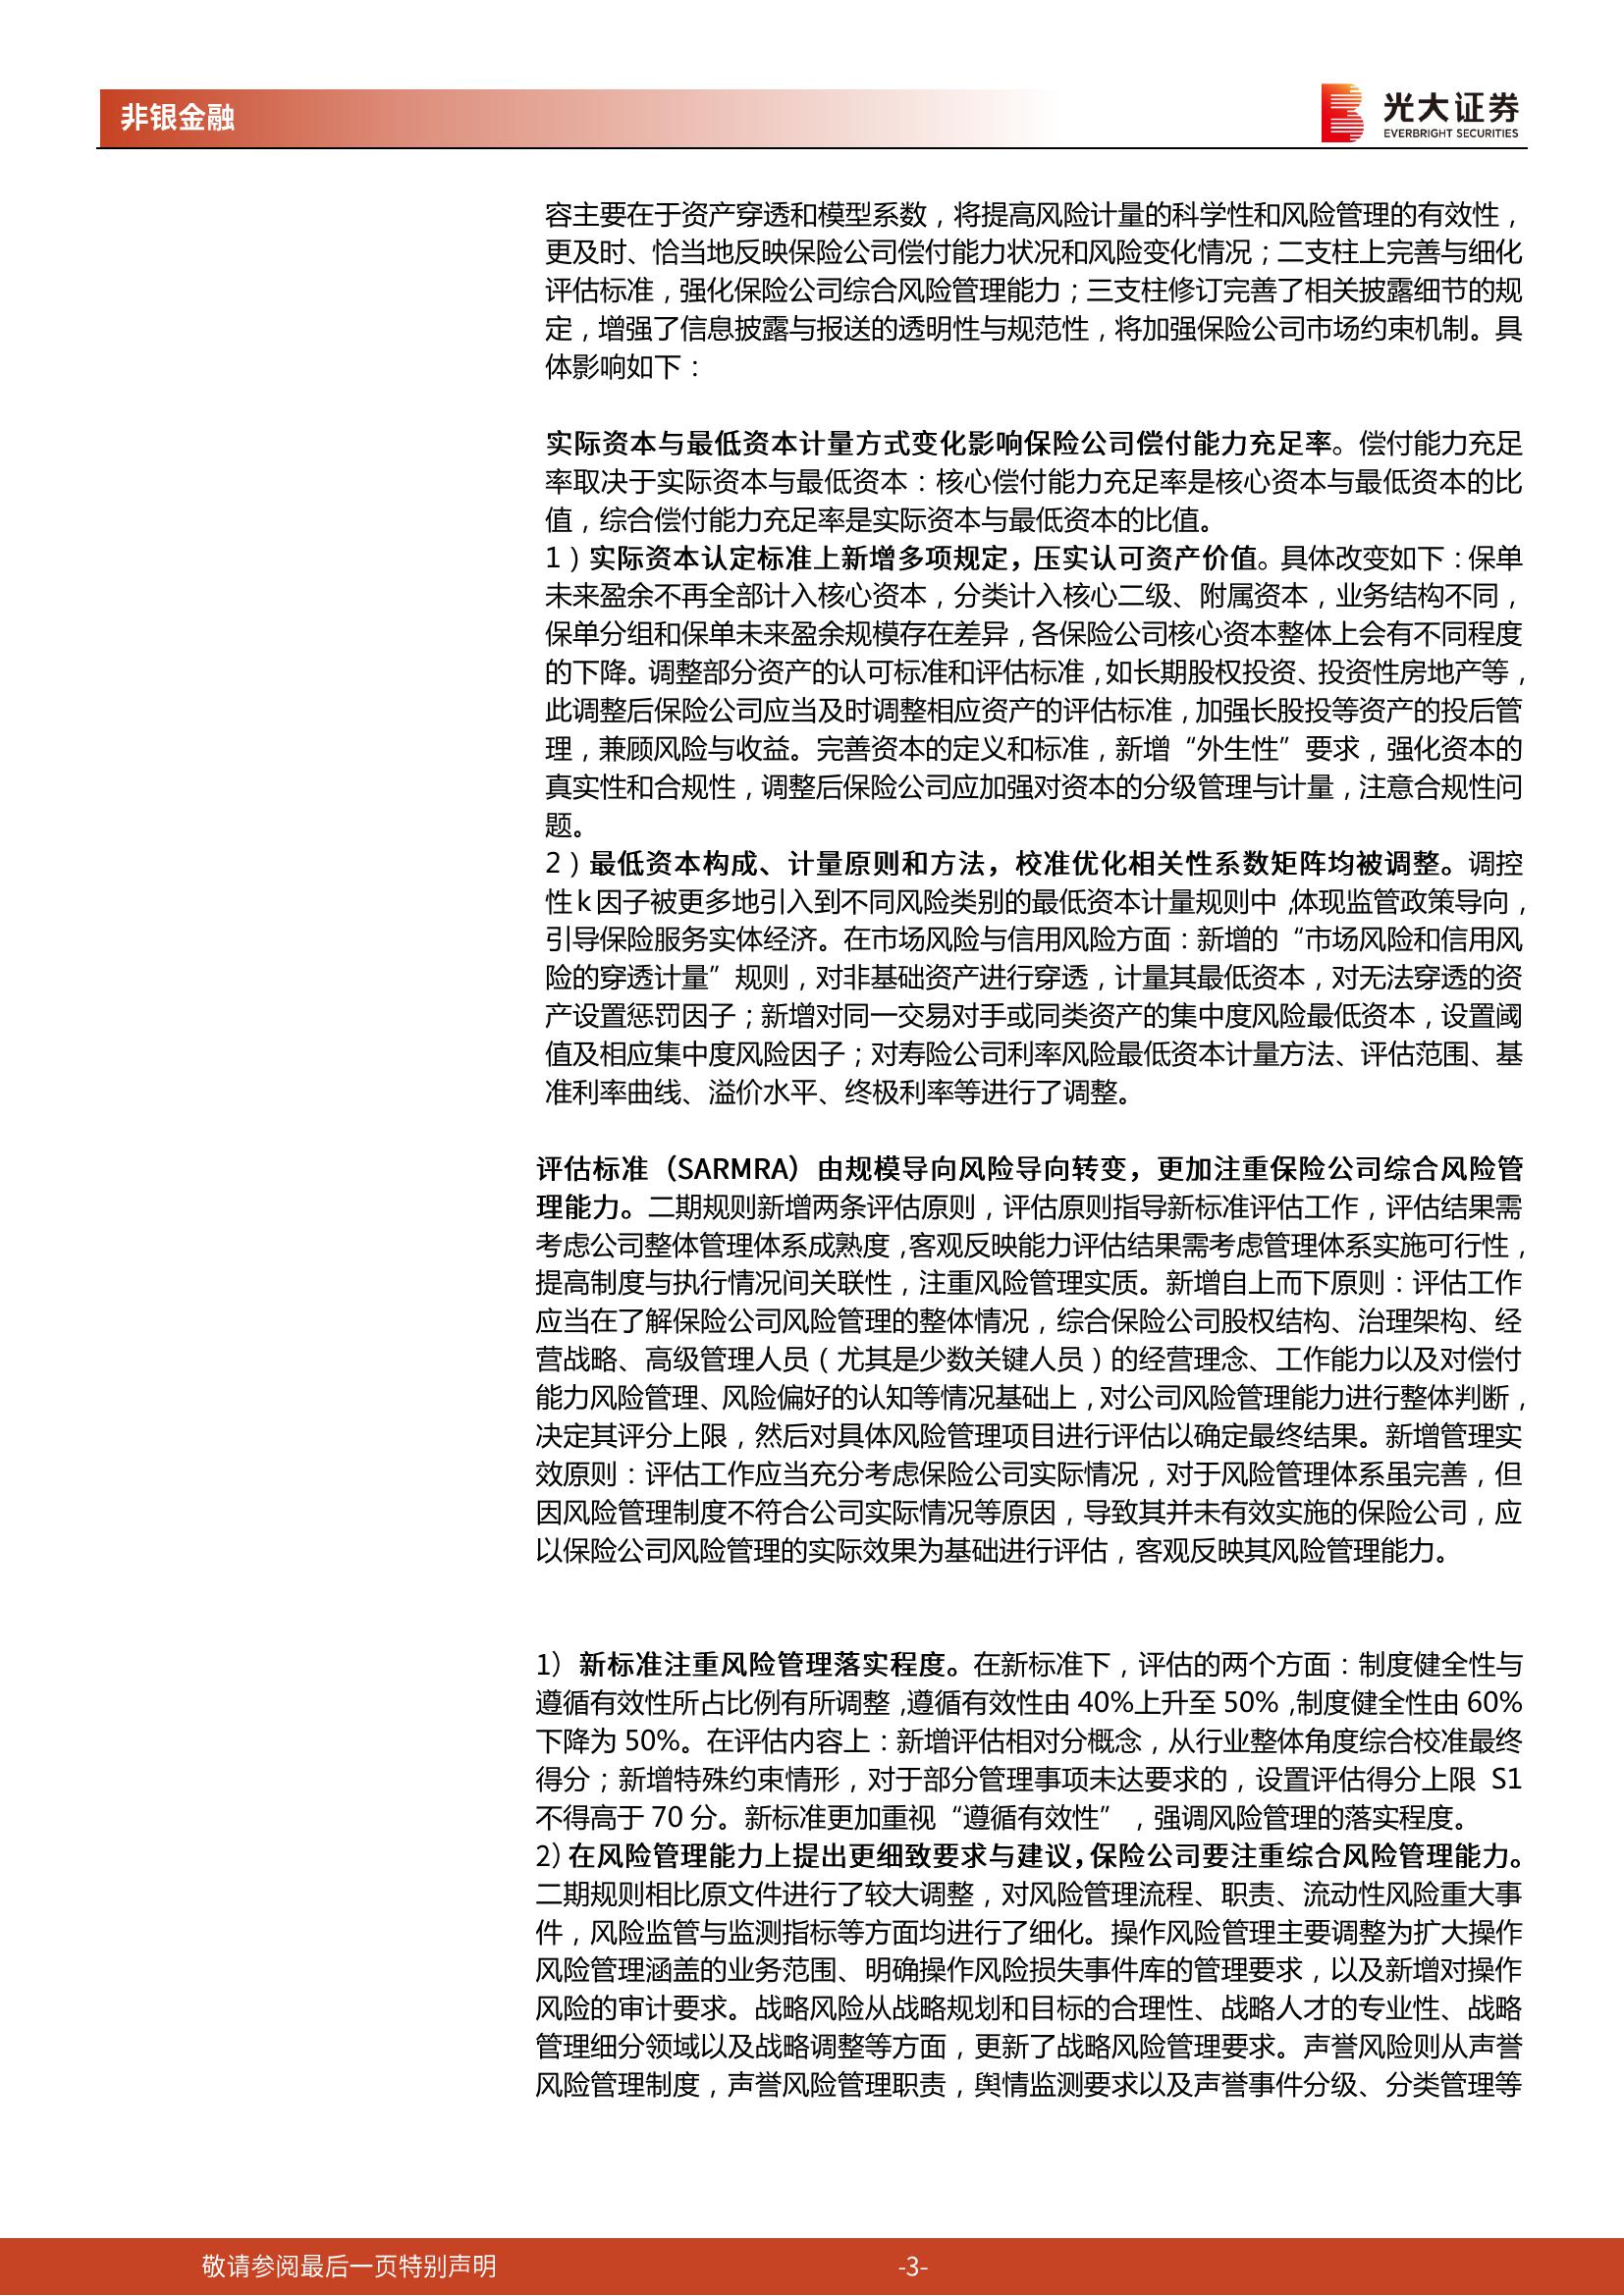 非银金融
光大证券
EVERBRIGHT SECURITIES
容主要在于资产穿透和模型系数，将提高风险计量的科学性和风险管理的有效性，
更及时、恰当地反映保险公司偿付能力状况和风险变化情况；二支柱上完善与细化
评估标准，强化保险公司综合风险管理能力；三支柱修订完善了相关披露细节的规
定，增强了信息披露与报送的透明性与规范性，将加强保险公司市场约束机制。具
体影响如下：
实际资本与最低资本计量方式变化影响保险公司偿付能力充足率。偿付能力充足
率取决于实际资本与最低资本：核心偿付能力充足率是核心资本与最低资本的比
值，综合偿付能力充足率是实际资本与最低资本的比值。
1）实际资本认定标准上新增多项规定，压实认可资产价值。具体改变如下：保单
未来盈余不再全部计入核心资本，分类计入核心二级、附属资本，业务结构不同，
保单分组和保单未来盈余规模存在差异，各保险公司核心资本整体上会有不同程度
的下降。调整部分资产的认可标准和评估标准，如长期股权投资、投资性房地产等，
此调整后保险公司应当及时调整相应资产的评估标准，加强长股投等资产的投后管
理，兼顾风险与收益。完善资本的定义和标准，新增“外生性”要求，强化资本的
真实性和合规性，调整后保险公司应加强对资本的分级管理与计量，注意合规性问
题。
2）最低资本构成、计量原则和方法，校准优化相关性系数矩阵均被调整。调控
性k因子被更多地引入到不同风险类别的最低资本计量规则中，体现监管政策导向，
引导保险服务实体经济。在市场风险与信用风险方面：新增的“市场风险和信用风
险的穿透计量”规则，对非基础资产进行穿透，计量其最低资本，对无法穿透的资
产设置惩罚因子；新增对同一交易对手或同类资产的集中度风险最低资本，设置阈
值及相应集中度风险因子；对寿险公司利率风险最低资本计量方法、评估范围、基
准利率曲线、溢价水平、终极利率等进行了调整。
评估标准（SARMRA）由规模导向风险导向转变，更加注重保险公司综合风险管
理能力。二期规则新增两条评估原则，评估原则指导新标准评估工作，评估结果需
考虑公司整体管理体系成熟度，客观反映能力评估结果需考虑管理体系实施可行性，
提高制度与执行情况间关联性，注重风险管理实质。新增自上而下原则：评估工作
应当在了解保险公司风险管理的整体情况，综合保险公司股权结构、治理架构、经
营战略、高级管理人员（尤其是少数关键人员）的经营理念、工作能力以及对偿付
能力风险管理、风险偏好的认知等情况基础上，对公司风险管理能力进行整体判断，
决定其评分上限，然后对具体风险管理项目进行评估以确定最终结果。新增管理实
效原则：评估工作应当充分考虑保险公司实际情况，对于风险管理体系虽完善，但
因风险管理制度不符合公司实际情况等原因，导致其并未有效实施的保险公司，应
以保险公司风险管理的实际效果为基础进行评估，客观反映其风险管理能力。
1）新标准注重风险管理落实程度。在新标准下，评估的两个方面：制度健全性与
遵循有效性所占比例有所调整，遵循有效性由 40%上升至 50%，制度健全性由 60%
下降为 50%。在评估内容上：新增评估相对分概念，从行业整体角度综合校准最终
得分；新增特殊约束情形，对于部分管理事项未达要求的，设置评估得分上限 S1
不得高于 70 分。新标准更加重视“遵循有效性”，强调风险管理的落实程度。
2）在风险管理能力上提出更细致要求与建议，保险公司要注重综合风险管理能力。
二期规则相比原文件进行了较大调整，对风险管理流程、职责、流动性风险重大事
件，风险监管与监测指标等方面均进行了细化。操作风险管理主要调整为扩大操作
风险管理涵盖的业务范围、明确操作风险损失事件库的管理要求，以及新增对操作
风险的审计要求。战略风险从战略规划和目标的合理性、战略人才的专业性、战略
管理细分领域以及战略调整等方面，更新了战略风险管理要求。声誉风险则从声誉
风险管理制度，声誉风险管理职责，舆情监测要求以及声誉事件分级、分类管理等
敬请参阅最后一页特别声明
-3-